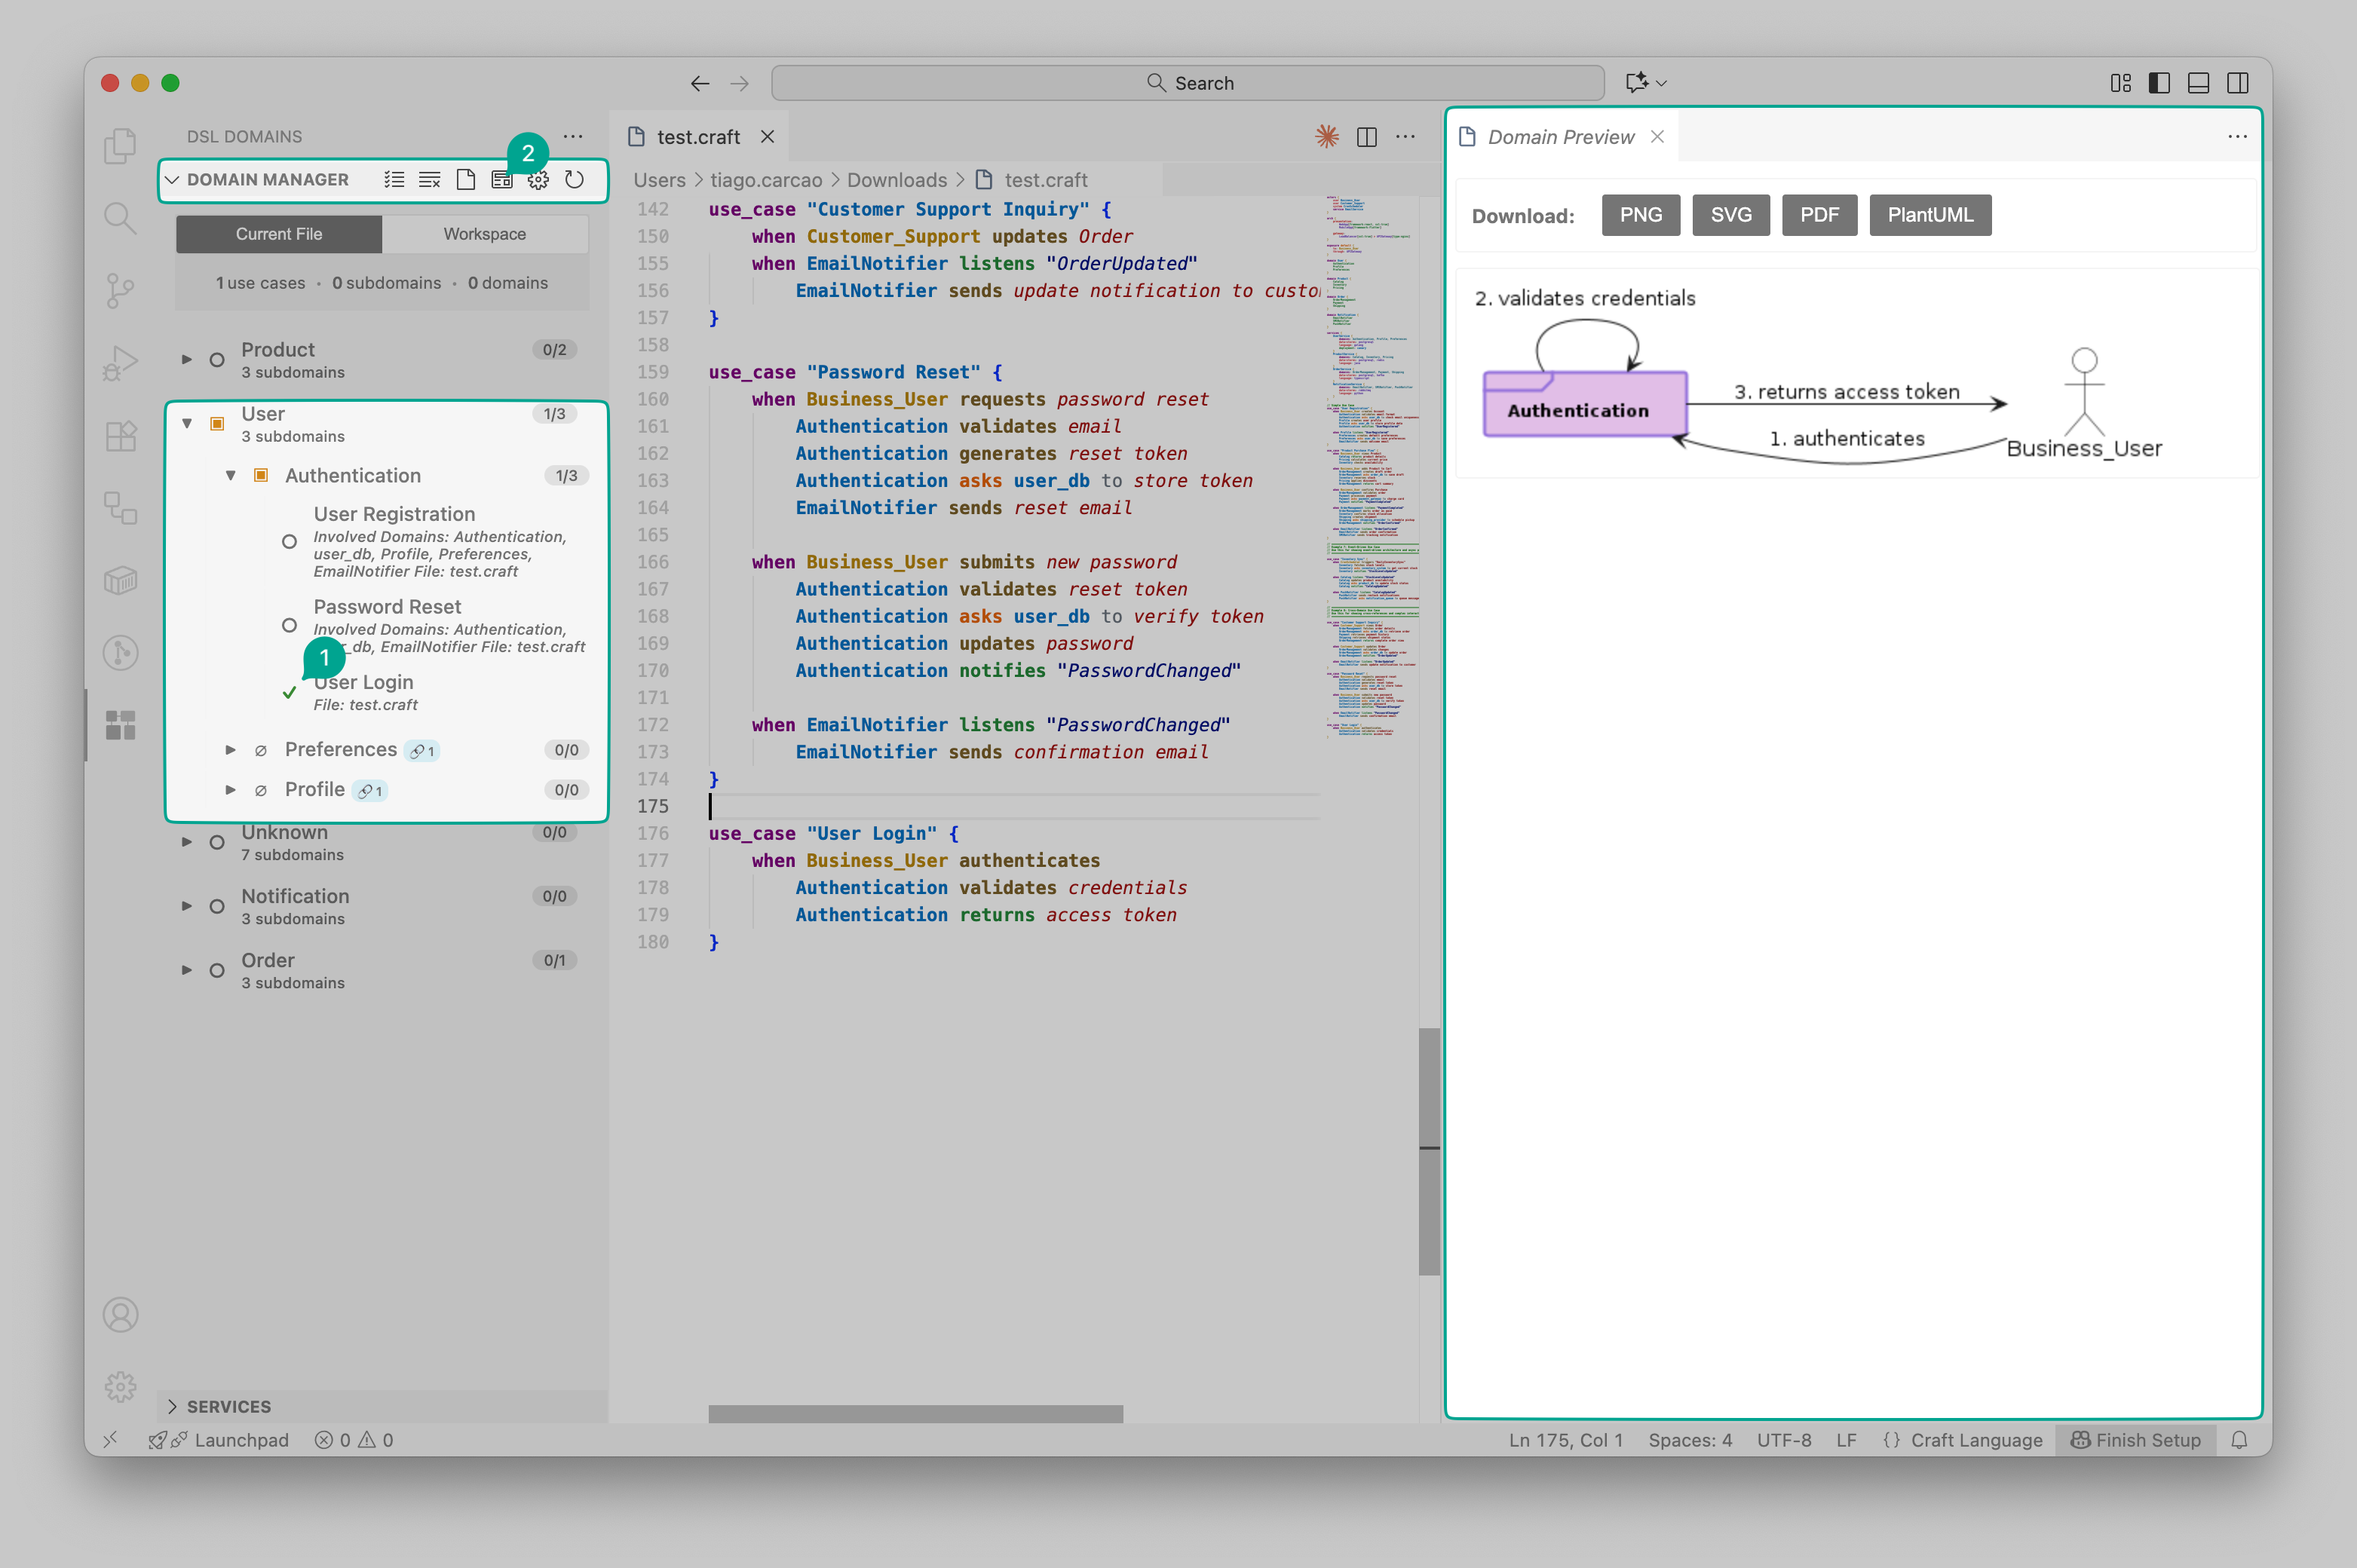 Search
DSL DOMAINS
2
DOMAIN MANAGER
Current File
Workspace
1 use cases • 0 subdomains • 0 domains
Product
0/2
3 subdomains
User
1/3
3 subdomains
Authentication
1/3
User Registration
Involved Domains: Authentication,
user_db, Profile, Preferences,
EmailNotifier File: test.craft
Password Reset
Involved Domains: Authentication,
_db, EmailNotifier File: test.craft
1
User Login
File: test.craft
Preferences 1
0/0
Profile 1
0/0
Unknown
0/0
7 subdomains
Notification
0/0
3 subdomains
Order
0/1
3 subdomains
SERVICES
test.craft
Users > tiago.carcao > Downloads > test.craft
142 use_case "Customer Support Inquiry" {
150 when Customer_Support updates Order
155 when EmailNotifier listens "OrderUpdated"
156 EmailNotifier sends update notification to custo
157 }
158
159 use_case "Password Reset" {
160 when Business_User requests password reset
161 Authentication validates email
162 Authentication generates reset token
163 Authentication asks user_db to store token
164 EmailNotifier sends reset email
165
166 when Business_User submits new password
167 Authentication validates reset token
168 Authentication asks user_db to verify token
169 Authentication updates password
170 Authentication notifies "PasswordChanged"
171
172 when EmailNotifier listens "PasswordChanged"
173 EmailNotifier sends confirmation email
174 }
175
176 use_case "User Login" {
177 when Business_User authenticates
178 Authentication validates credentials
179 Authentication returns access token
180 }
Domain Preview
Download:
PNG
SVG
PDF
PlantUML
2. validates credentials
Authentication
3. returns access token
1. authenticates
Business_User
Launchpad
0
0
Ln 175, Col 1
Spaces: 4
UTF-8
LF
{} Craft Language
Finish Setup